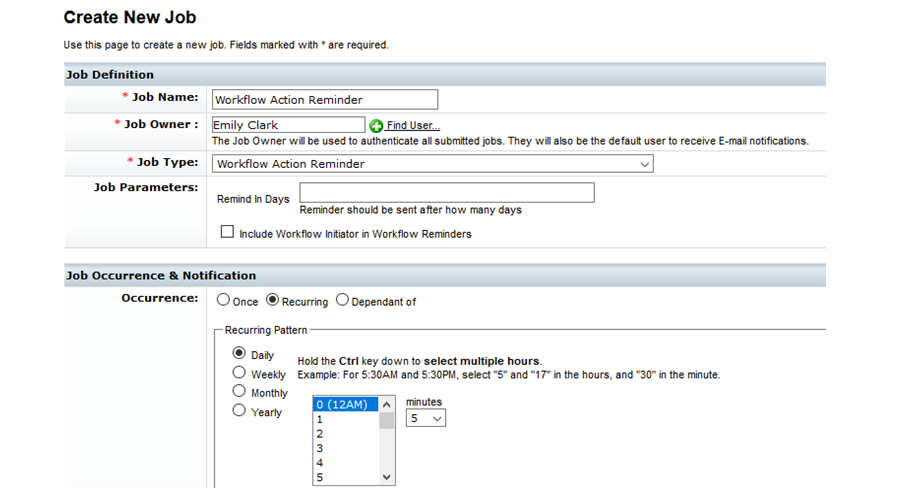 Create New Job
Use this page to create a new job. Fields marked with * are required.
Job Definition
* Job Name: Workflow Action Reminder
* Job Owner : Emily Clark Find User...
The Job Owner will be used to authenticate all submitted jobs. They will also be the default user to receive E-mail notifications.
* Job Type: Workflow Action Reminder
Job Parameters:
Remind In Days
Reminder should be sent after how many days
Include Workflow Initiator in Workflow Reminders
Job Occurrence & Notification
Occurrence: Once Recurring Dependant of
Recurring Pattern
Daily
Weekly
Monthly
Yearly
Hold the Ctrl key down to select multiple hours.
Example: For 5:30AM and 5:30PM, select "5" and "17" in the hours, and "30" in the minute.
0 (12AM)
1
2
3
4
5
minutes
5